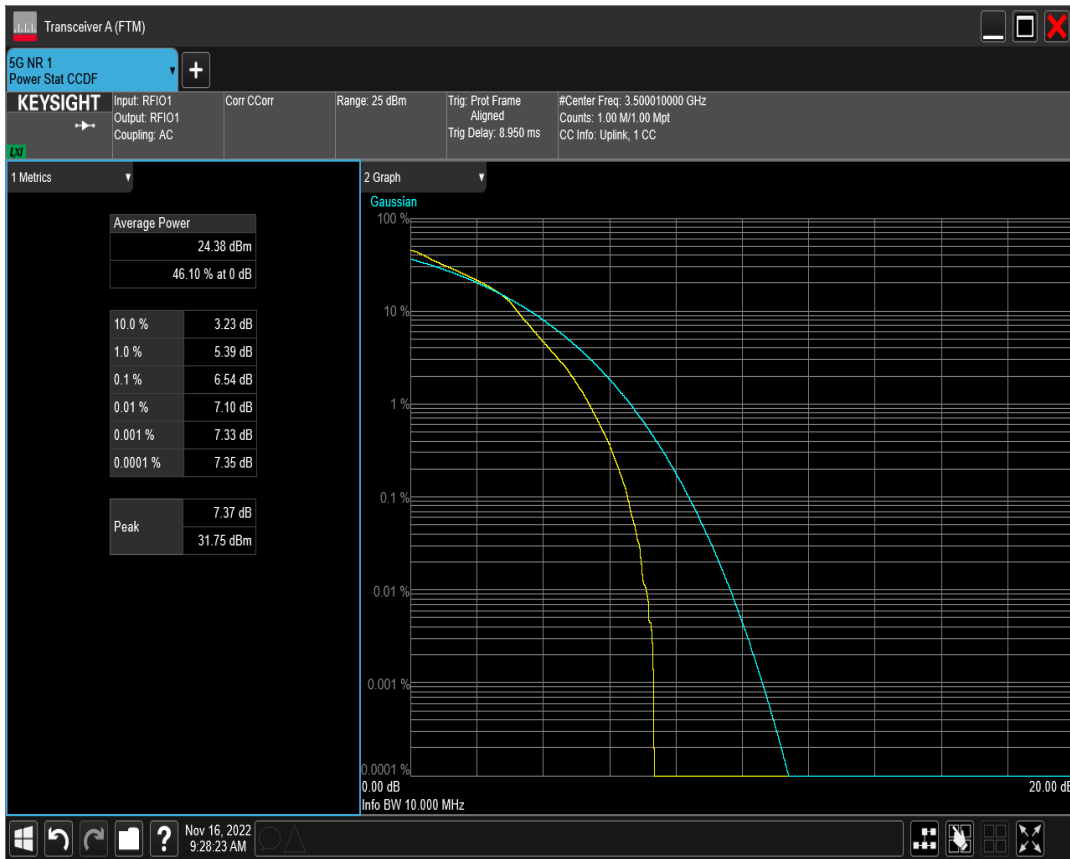 Transceiver A (FTM)
5G NR 1
Power Stat CCDF
+
KEYSIGHT
LXI
Input: RFIO1
Output: RFIO1
Coupling: AC
Corr CCorr
Range: 25 dBm
Trig: Prot Frame
Aligned
Trig Delay: 8.950 ms
#Center Freq: 3.500010000 GHz
Counts: 1.00 M/1.00 Mpt
CC Info: Uplink, 1 CC
1 Metrics
Average Power
24.38 dBm
46.10 % at 0 dB
10.0 % 3.23 dB
1.0 % 5.39 dB
0.1 % 6.54 dB
0.01 % 7.10 dB
0.001 % 7.33 dB
0.0001 % 7.35 dB
Peak
7.37 dB
31.75 dBm
2 Graph
Gaussian
100 %
10 %
1 %
0.1 %
0.01 %
0.001 %
0.0001 %
0.00 dB 20.00 dB
Info BW 10.000 MHz
?
Nov 16, 2022
9:28:23 AM